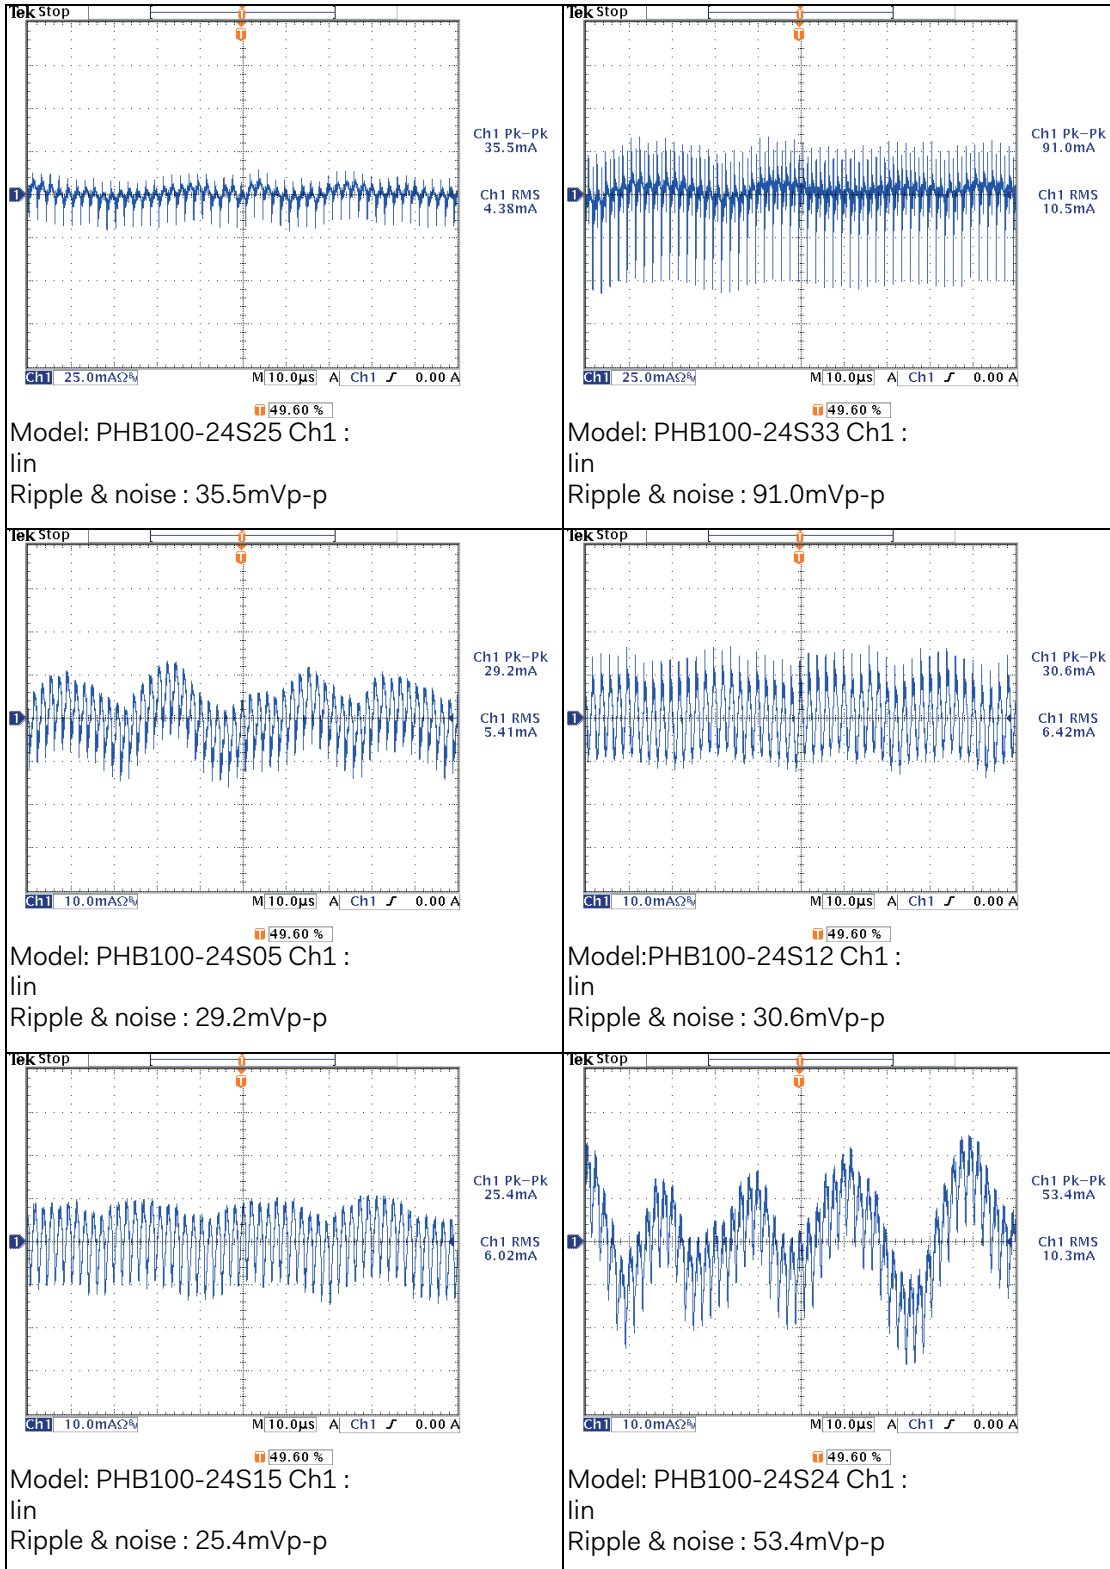 Tek Stop
T
T
Ch1 Pk-Pk
35.5mA
1
Ch1 RMS
4.38mA
Ch1 25.0mAΩ M 10.0µs A Ch1 ƒ 0.00 A
T 49.60 %
Model: PHB100-24S25 Ch1 :
Iin
Ripple & noise : 35.5mVp-p
Tek Stop
T
T
Ch1 Pk-Pk
91.0mA
1
Ch1 RMS
10.5mA
Ch1 25.0mAΩ M 10.0µs A Ch1 ƒ 0.00 A
T 49.60 %
Model: PHB100-24S33 Ch1 :
Iin
Ripple & noise : 91.0mVp-p
Tek Stop
T
T
Ch1 Pk-Pk
29.2mA
1
Ch1 RMS
5.41mA
Ch1 10.0mAΩ M 10.0µs A Ch1 ƒ 0.00 A
T 49.60 %
Model: PHB100-24S05 Ch1 :
Iin
Ripple & noise : 29.2mVp-p
Tek Stop
T
T
Ch1 Pk-Pk
30.6mA
1
Ch1 RMS
6.42mA
Ch1 10.0mAΩ M 10.0µs A Ch1 ƒ 0.00 A
T 49.60 %
Model:PHB100-24S12 Ch1 :
Iin
Ripple & noise : 30.6mVp-p
Tek Stop
T
T
Ch1 Pk-Pk
25.4mA
1
Ch1 RMS
6.02mA
Ch1 10.0mAΩ M 10.0µs A Ch1 ƒ 0.00 A
T 49.60 %
Model: PHB100-24S15 Ch1 :
Iin
Ripple & noise : 25.4mVp-p
Tek Stop
T
T
Ch1 Pk-Pk
53.4mA
1
Ch1 RMS
10.3mA
Ch1 10.0mAΩ M 10.0µs A Ch1 ƒ 0.00 A
T 49.60 %
Model: PHB100-24S24 Ch1 :
Iin
Ripple & noise : 53.4mVp-p